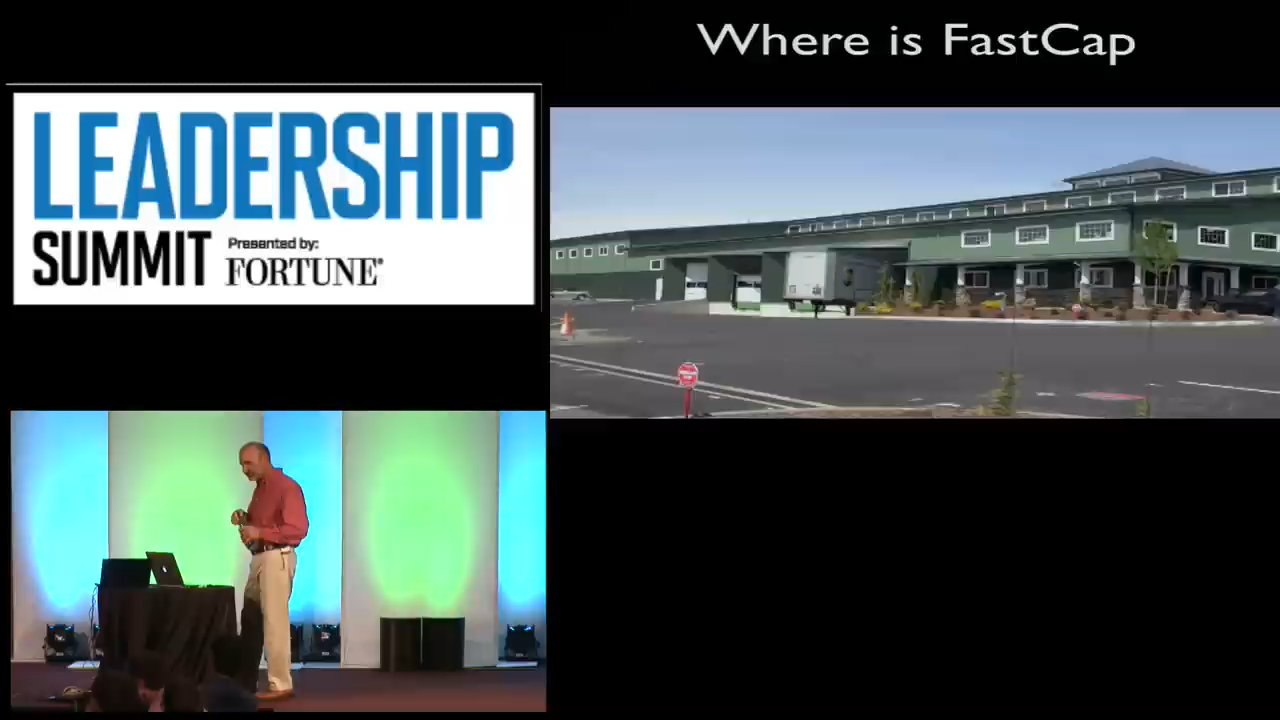 Where is FastCap
LEADERSHIP
SUMMIT
Presented by:
FORTUNE